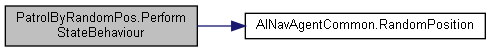 PatrolByRandomPos.Perform
StateBehaviour
AINavAgentCommon.RandomPosition